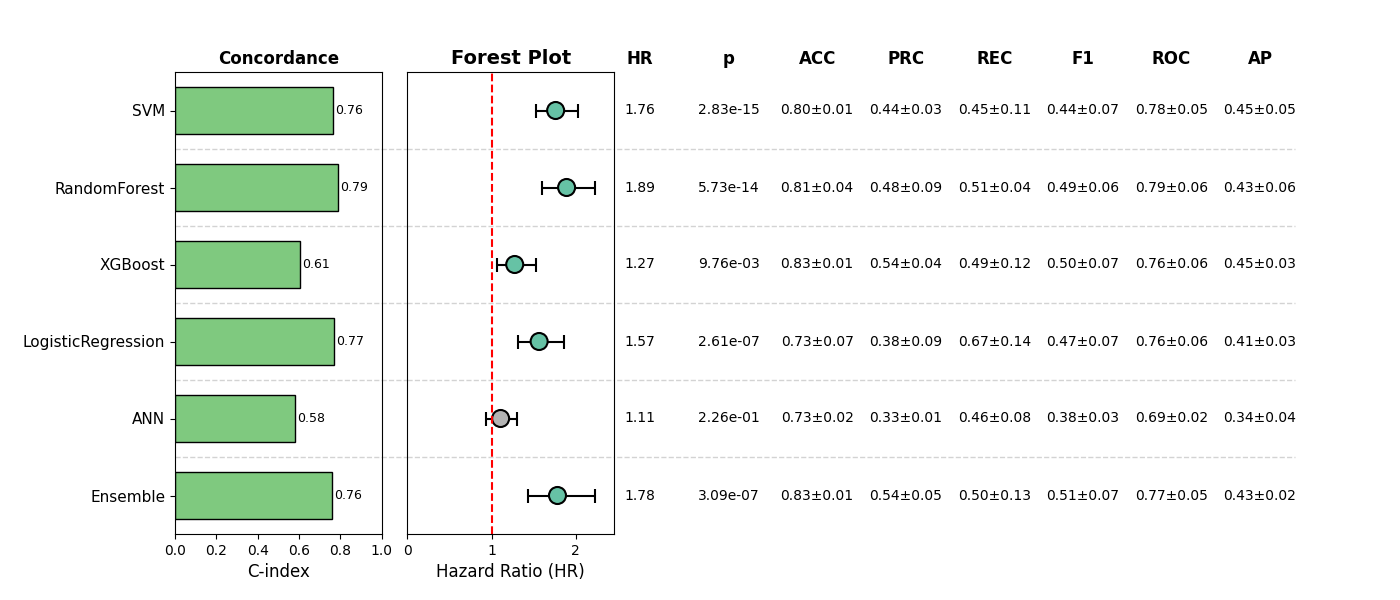 Concordance Forest Plot HR p ACC PRC REC F1 ROC AP
SVM 0.76 1.76 2.83e-15 0.80±0.01 0.44±0.03 0.45±0.11 0.44±0.07 0.78±0.05 0.45±0.05
RandomForest 0.79 1.89 5.73e-14 0.81±0.04 0.48±0.09 0.51±0.04 0.49±0.06 0.79±0.06 0.43±0.06
XGBoost 0.61 1.27 9.76e-03 0.83±0.01 0.54±0.04 0.49±0.12 0.50±0.07 0.76±0.06 0.45±0.03
LogisticRegression 0.77 1.57 2.61e-07 0.73±0.07 0.38±0.09 0.67±0.14 0.47±0.07 0.76±0.06 0.41±0.03
ANN 0.58 1.11 2.26e-01 0.73±0.02 0.33±0.01 0.46±0.08 0.38±0.03 0.69±0.02 0.34±0.04
Ensemble 0.76 1.78 3.09e-07 0.83±0.01 0.54±0.05 0.50±0.13 0.51±0.07 0.77±0.05 0.43±0.02
0.0 0.2 0.4 0.6 0.8 1.0 0 1 2
C-index Hazard Ratio (HR)